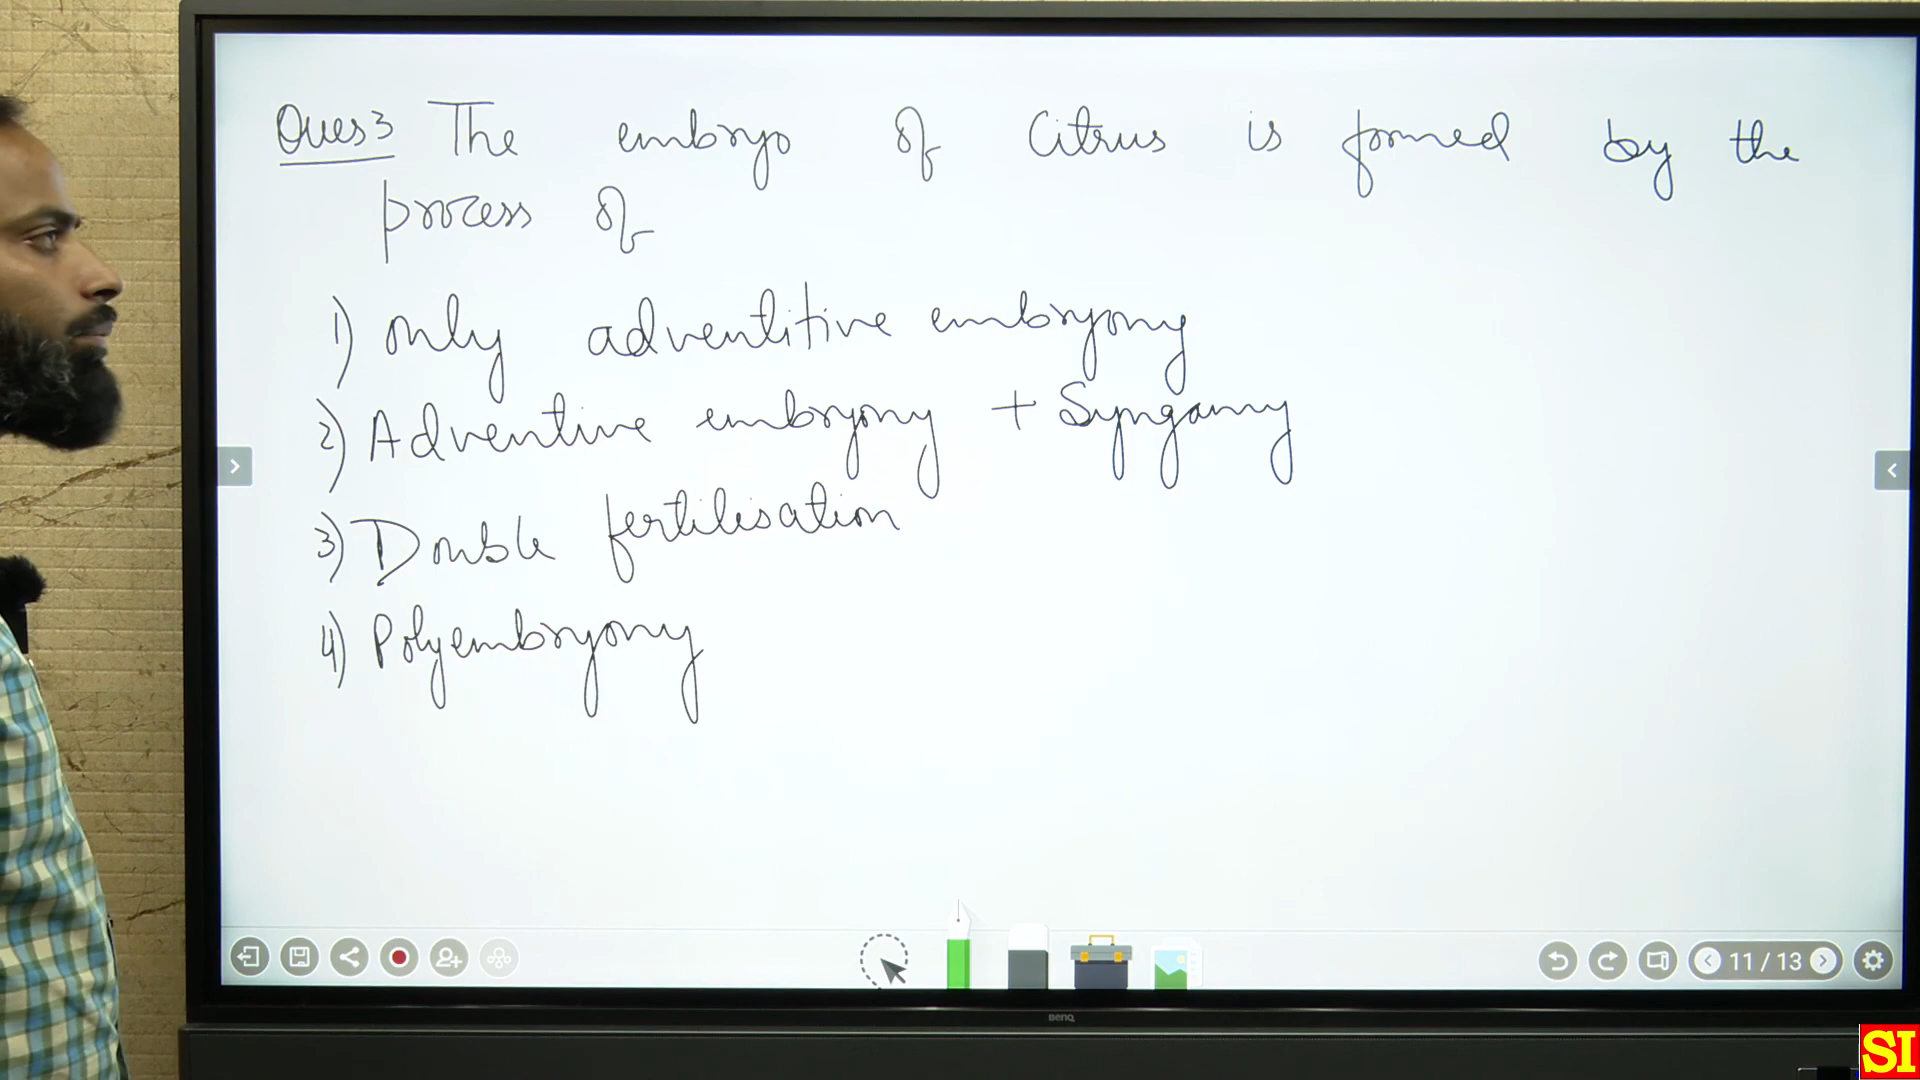 Ques 3 The embryo of Citrus is formed by the
process of
1) only adventitive embryony
2) Adventive embryony + Syngamy
3) Double fertilisation
4) Polyembryony
11 / 13
BenQ
SI